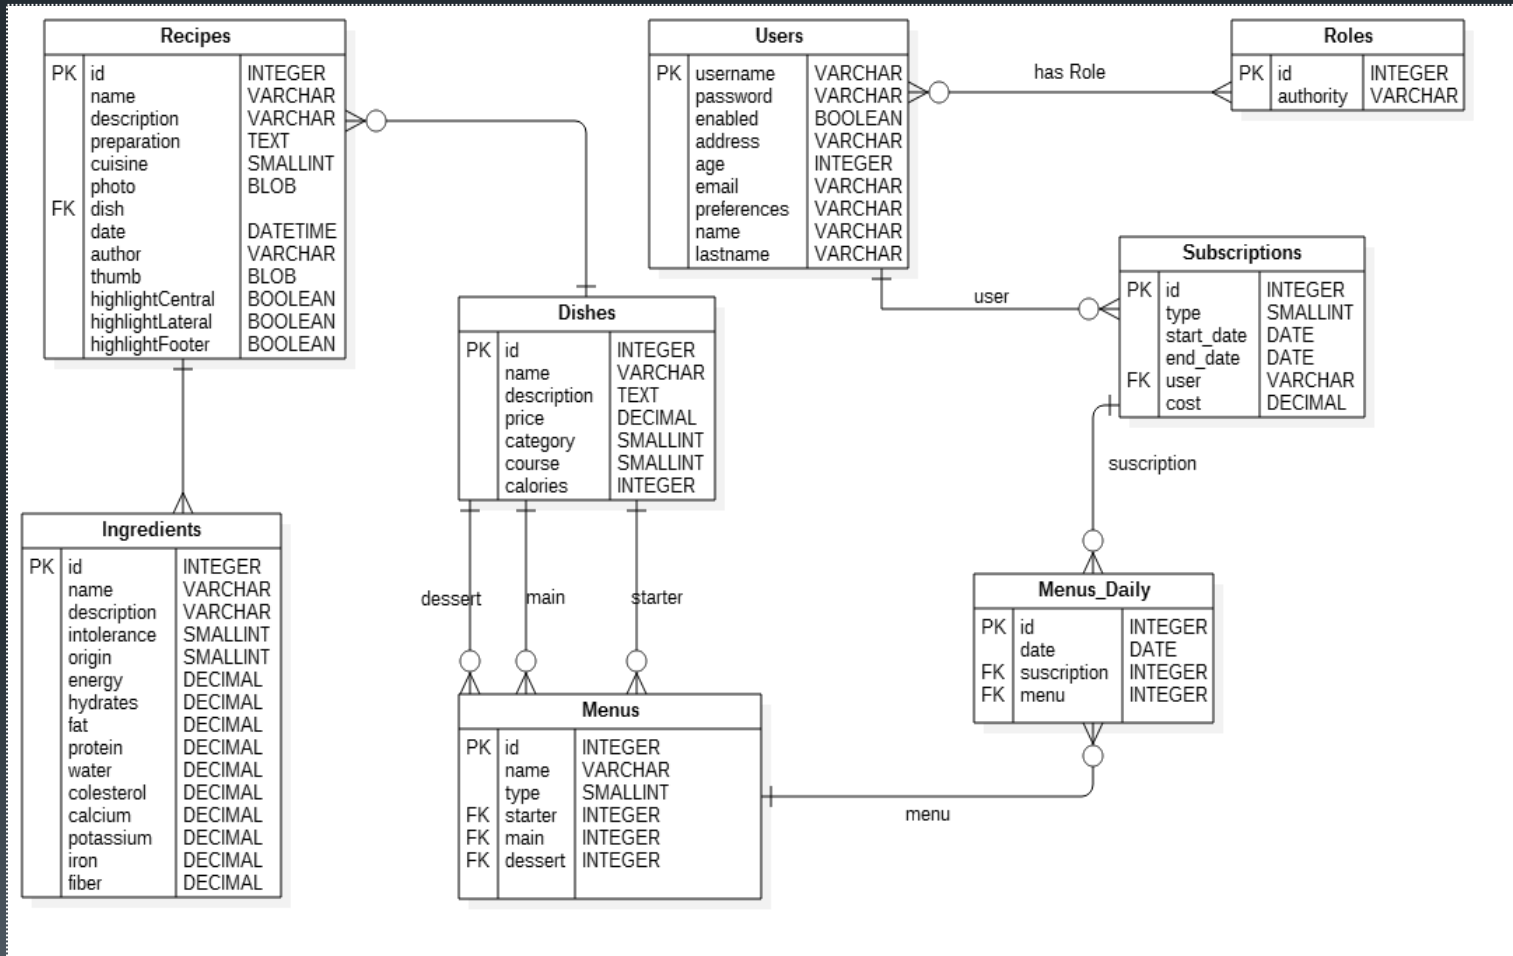 Recipes
PK id INTEGER
name VARCHAR
description VARCHAR
preparation TEXT
cuisine SMALLINT
photo BLOB
FK dish
date DATETIME
author VARCHAR
thumb BLOB
highlightCentral BOOLEAN
highlightLateral BOOLEAN
highlightFooter BOOLEAN
Users
PK username VARCHAR
password VARCHAR
enabled BOOLEAN
address VARCHAR
age INTEGER
email VARCHAR
preferences VARCHAR
name VARCHAR
lastname VARCHAR
has Role
Roles
PK id INTEGER
authority VARCHAR
user
Subscriptions
PK id INTEGER
type SMALLINT
start_date DATE
end_date DATE
FK user VARCHAR
cost DECIMAL
Dishes
PK id INTEGER
name VARCHAR
description TEXT
price DECIMAL
category SMALLINT
course SMALLINT
calories INTEGER
suscription
Ingredients
PK id INTEGER
name VARCHAR
description VARCHAR
intolerance SMALLINT
origin SMALLINT
energy DECIMAL
hydrates DECIMAL
fat DECIMAL
protein DECIMAL
water DECIMAL
colesterol DECIMAL
calcium DECIMAL
potassium DECIMAL
iron DECIMAL
fiber DECIMAL
dessert main starter
Menus_Daily
PK id INTEGER
date DATE
FK suscription INTEGER
FK menu INTEGER
Menus
PK id INTEGER
name VARCHAR
type SMALLINT
FK starter INTEGER
FK main INTEGER
FK dessert INTEGER
menu